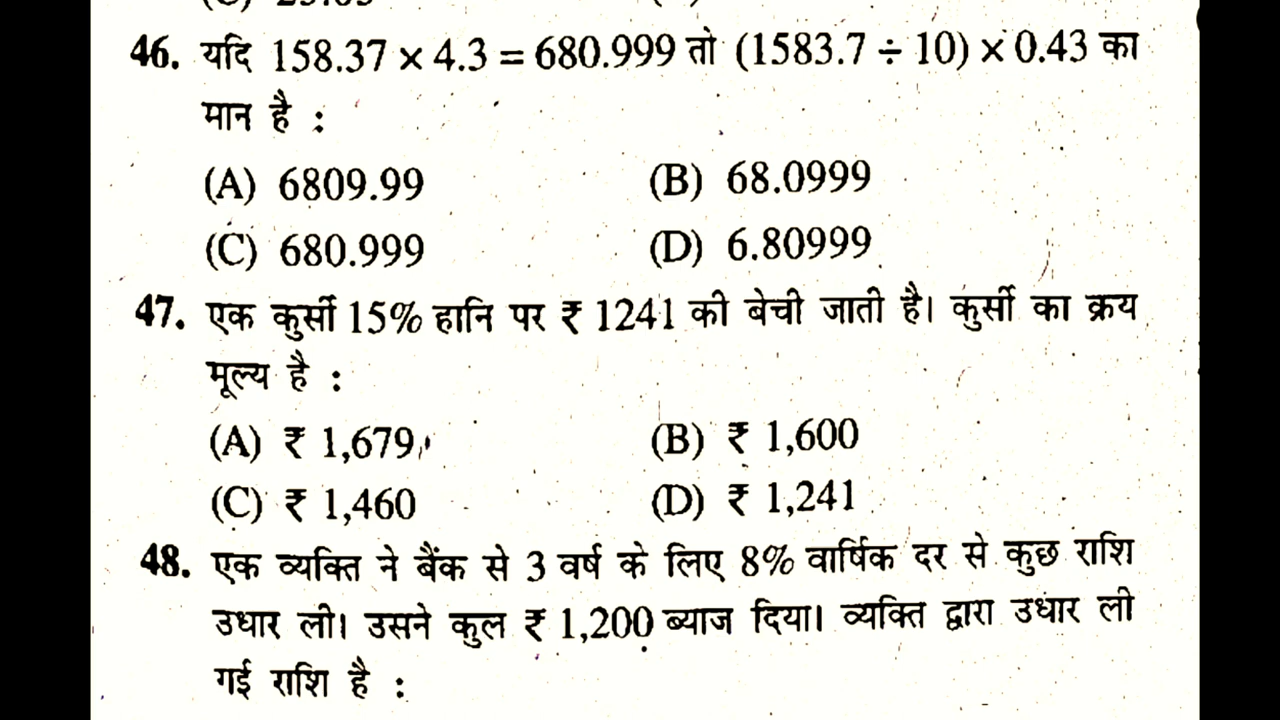 46. यदि 158.37 × 4.3 = 680.999 तो (1583.7 ÷ 10) × 0.43 का
मान है :
(A) 6809.99 (B) 68.0999
(C) 680.999 (D) 6.80999
47. एक कुर्सी 15% हानि पर ₹ 1241 की बेची जाती है। कुर्सी का क्रय
मूल्य है :
(A) ₹ 1,679 (B) ₹ 1,600
(C) ₹ 1,460 (D) ₹ 1,241
48. एक व्यक्ति ने बैंक से 3 वर्ष के लिए 8% वार्षिक दर से कुछ राशि
उधार ली। उसने कुल ₹ 1,200 ब्याज दिया। व्यक्ति द्वारा उधार ली
गई राशि है :